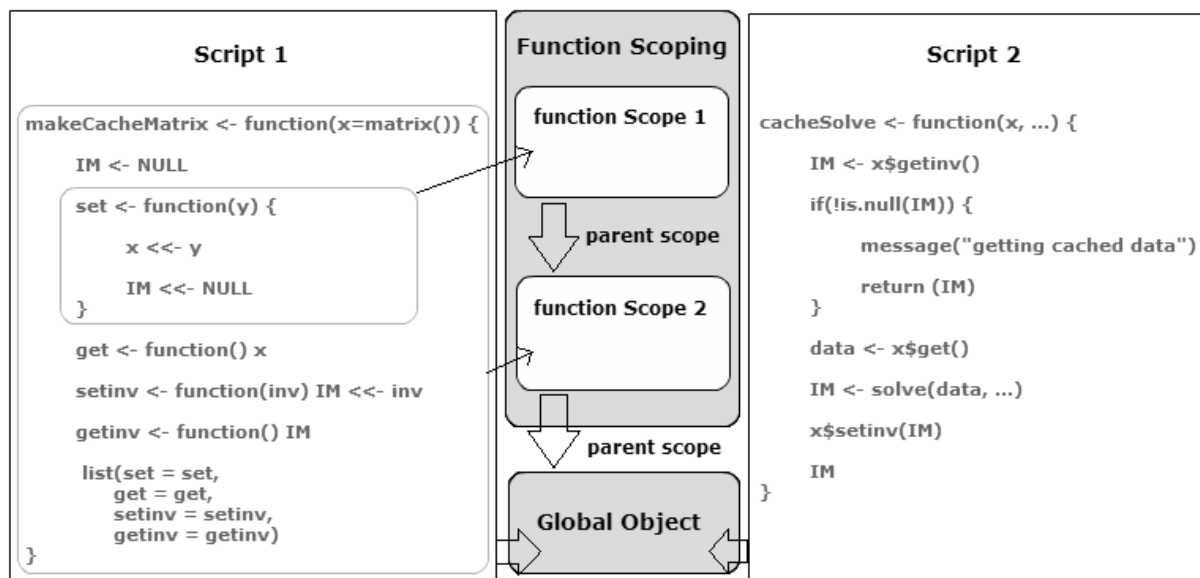 Script 1
makeCacheMatrix <- function(x=matrix()) {
IM <- NULL
set <- function(y) {
x <<- y
IM <<- NULL
}
get <- function() x
setinv <- function(inv) IM <<- inv
getinv <- function() IM
list(set = set,
get = get,
setinv = setinv,
getinv = getinv)
}
Function Scoping
function Scope 1
parent scope
function Scope 2
parent scope
Global Object
Script 2
cacheSolve <- function(x, ...) {
IM <- x$getinv()
if(!is.null(IM)) {
message("getting cached data")
return (IM)
}
data <- x$get()
IM <- solve(data, ...)
x$setinv(IM)
IM
}